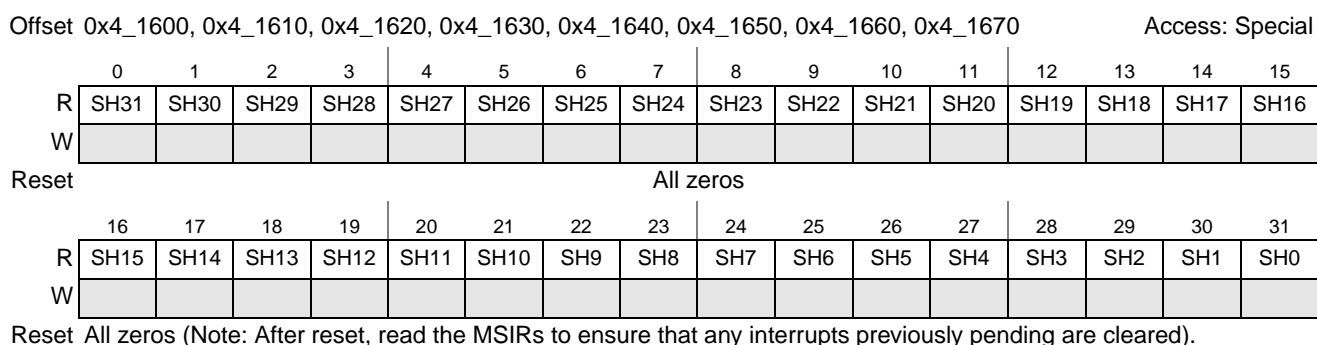 Offset 0x4_1600, 0x4_1610, 0x4_1620, 0x4_1630, 0x4_1640, 0x4_1650, 0x4_1660, 0x4_1670 Access: Special
0 1 2 3 4 5 6 7 8 9 10 11 12 13 14 15
R SH31 SH30 SH29 SH28 SH27 SH26 SH25 SH24 SH23 SH22 SH21 SH20 SH19 SH18 SH17 SH16
W
Reset All zeros
16 17 18 19 20 21 22 23 24 25 26 27 28 29 30 31
R SH15 SH14 SH13 SH12 SH11 SH10 SH9 SH8 SH7 SH6 SH5 SH4 SH3 SH2 SH1 SH0
W
Reset All zeros (Note: After reset, read the MSIRs to ensure that any interrupts previously pending are cleared).